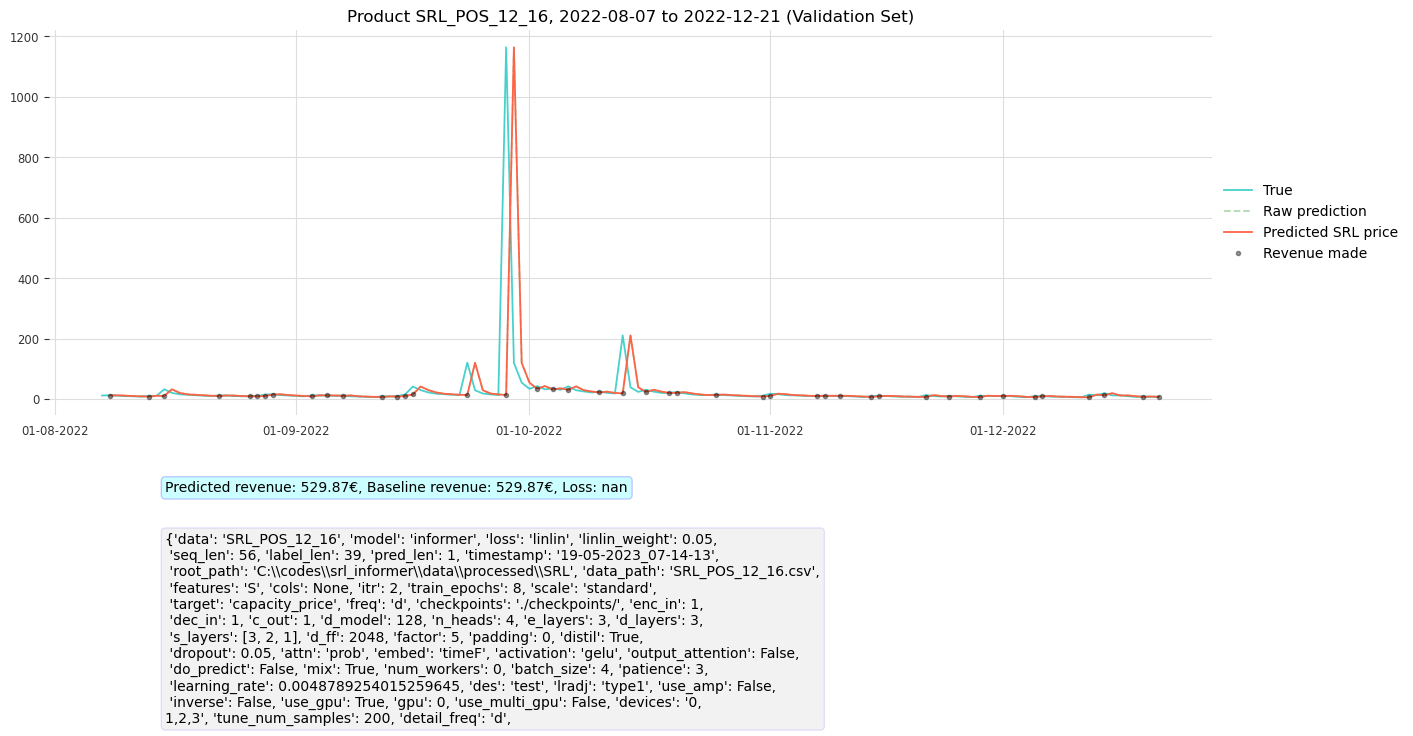 Product SRL_POS_12_16, 2022-08-07 to 2022-12-21 (Validation Set)
1200
1000
800
600
400
200
0
01-08-2022
01-09-2022
01-10-2022
01-11-2022
01-12-2022
True
Raw prediction
Predicted SRL price
Revenue made
Predicted revenue: 529.87€, Baseline revenue: 529.87€, Loss: nan
{'data': 'SRL_POS_12_16', 'model': 'informer', 'loss': 'linlin', 'linlin_weight': 0.05,
'seq_len': 56, 'label_len': 39, 'pred_len': 1, 'timestamp': '19-05-2023_07-14-13',
'root_path': 'C:\\codes\\srl_informer\\data\\processed\\SRL', 'data_path': 'SRL_POS_12_16.csv',
'features': 'S', 'cols': None, 'itr': 2, 'train_epochs': 8, 'scale': 'standard',
'target': 'capacity_price', 'freq': 'd', 'checkpoints': './checkpoints/', 'enc_in': 1,
'dec_in': 1, 'c_out': 1, 'd_model': 128, 'n_heads': 4, 'e_layers': 3, 'd_layers': 3,
's_layers': [3, 2, 1], 'd_ff': 2048, 'factor': 5, 'padding': 0, 'distil': True,
'dropout': 0.05, 'attn': 'prob', 'embed': 'timeF', 'activation': 'gelu', 'output_attention': False,
'do_predict': False, 'mix': True, 'num_workers': 0, 'batch_size': 4, 'patience': 3,
'learning_rate': 0.0048789254015259645, 'des': 'test', 'lradj': 'type1', 'use_amp': False,
'inverse': False, 'use_gpu': True, 'gpu': 0, 'use_multi_gpu': False, 'devices': '0,
1,2,3', 'tune_num_samples': 200, 'detail_freq': 'd',